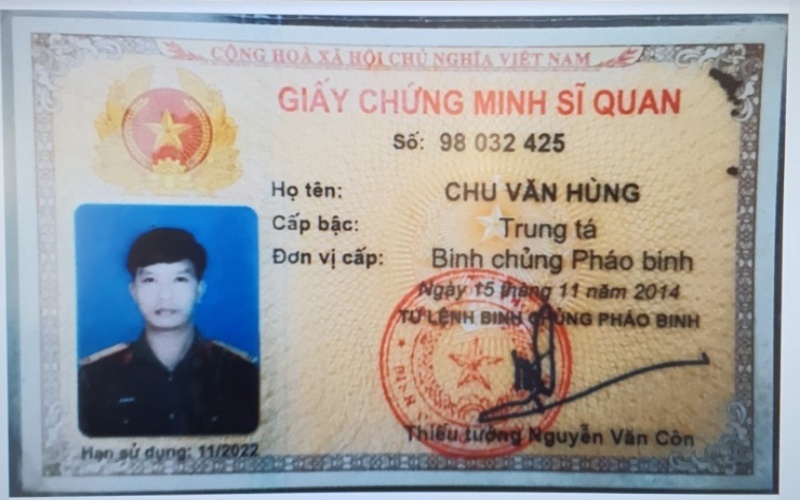 CỘNG HOÀ XÃ HỘI CHỦ NGHĨA VIỆT NAM
GIẤY CHỨNG MINH SĨ QUAN
Số: 98 032 425
Họ tên: CHU VĂN HÙNG
Cấp bậc: Trung tá
Đơn vị cấp: Binh chủng Pháo binh
Ngày 15 tháng 11 năm 2014
TƯ LỆNH BINH CHỦNG PHÁO BINH
Thiếu tướng Nguyễn Văn Côn
Hạn sử dụng: 11/2022